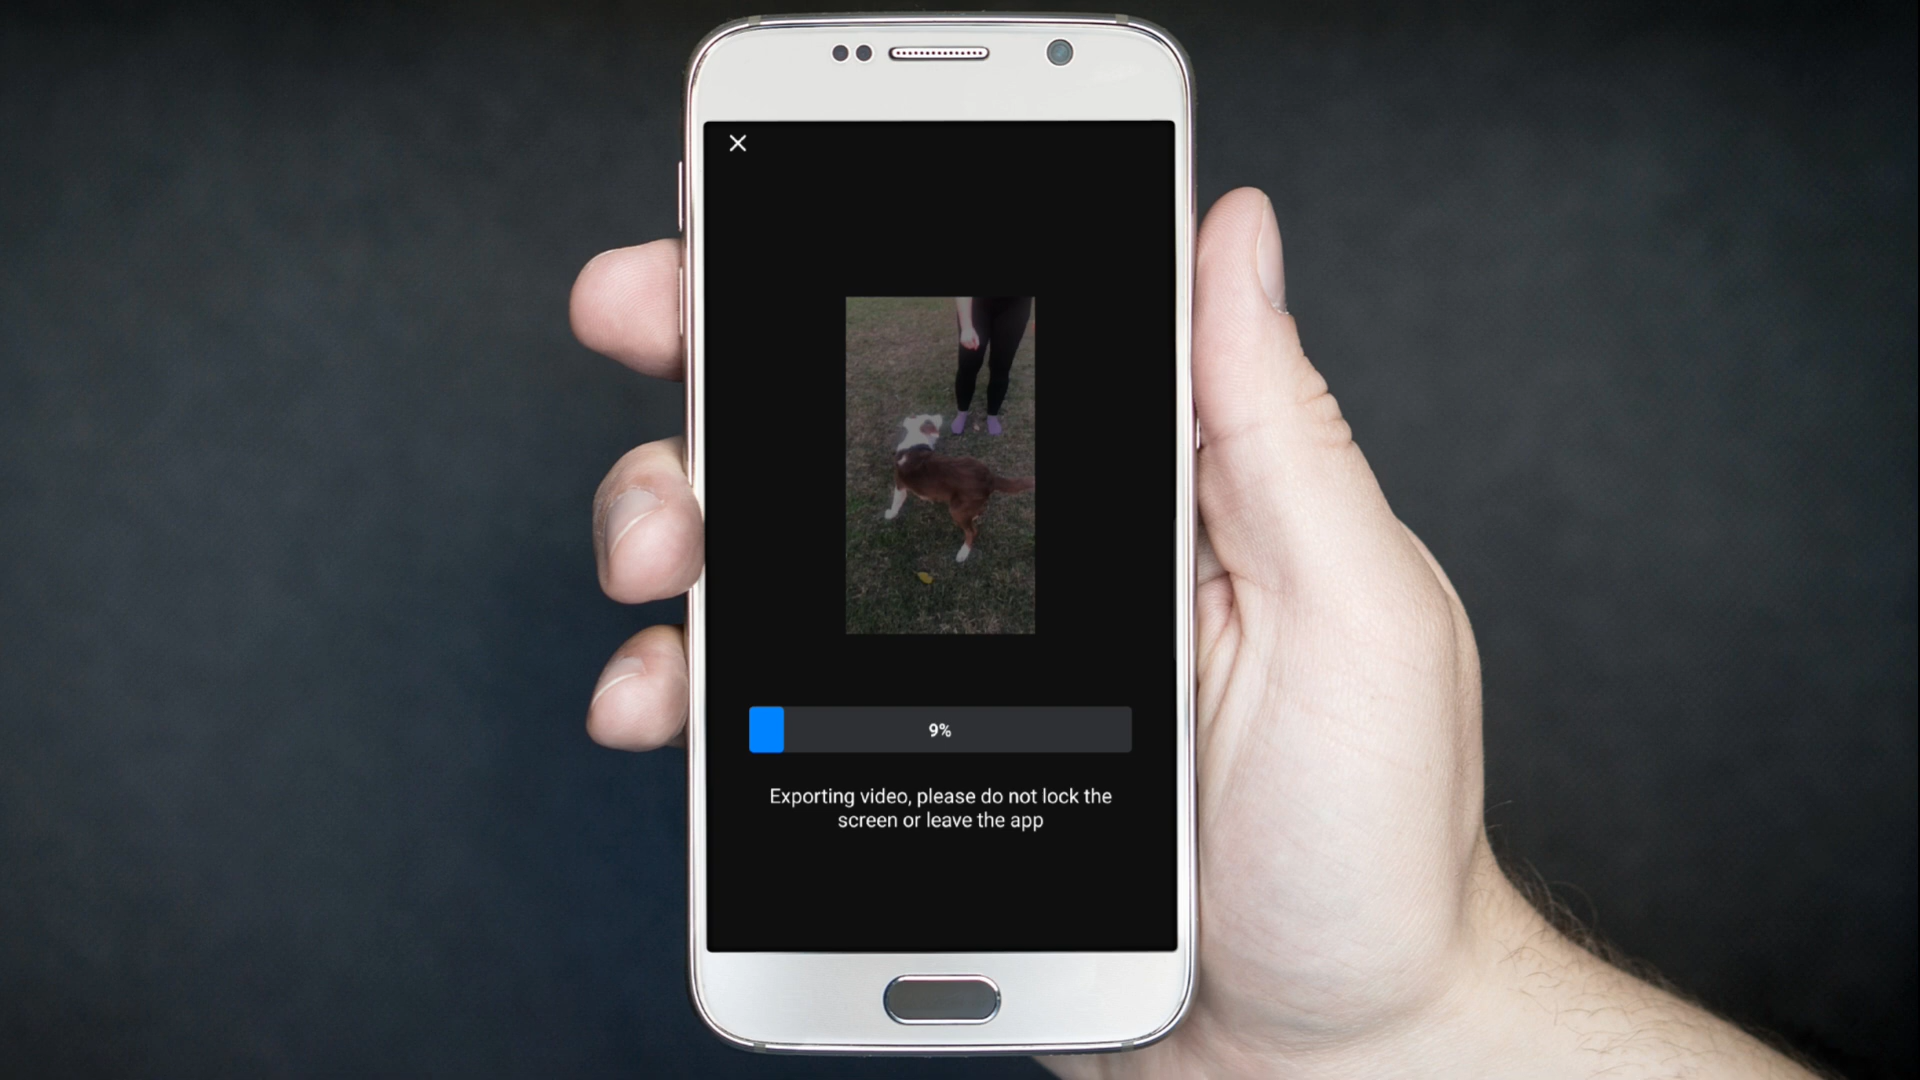 9%
Exporting video, please do not lock the
screen or leave the app